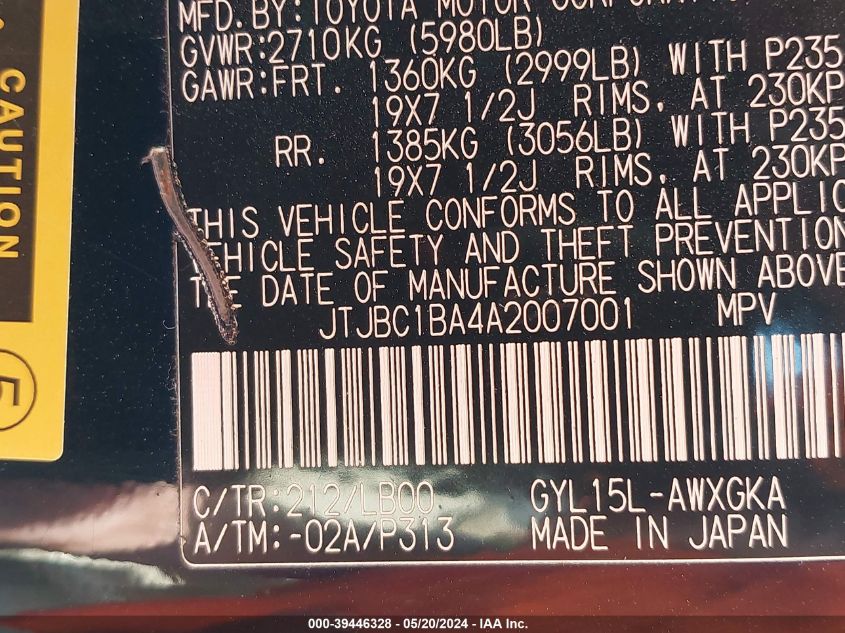 CAUTION
MFD.BY:TOYOTA MOTOR
GVWR:2710KG (5980LB)
GAWR:FRT. 1360KG (2999LB) WITH P235
19X7 1/2J RIMS, AT 230KP
RR. 1385KG (3056LB) WITH P235
19X7 1/2J RIMS, AT 230KP
THIS VEHICLE CONFORMS TO ALL APPLIC
VEHICLE SAFETY AND THEFT PREVENTION
THE DATE OF MANUFACTURE SHOWN ABOVE
JTJBC1BA4A2007001 MPV
C/TR:212/LB00 GYL15L-AWXGKA
A/TM:-02A/P313 MADE IN JAPAN
5
000-39446328 - 05/20/2024 - IAA Inc.